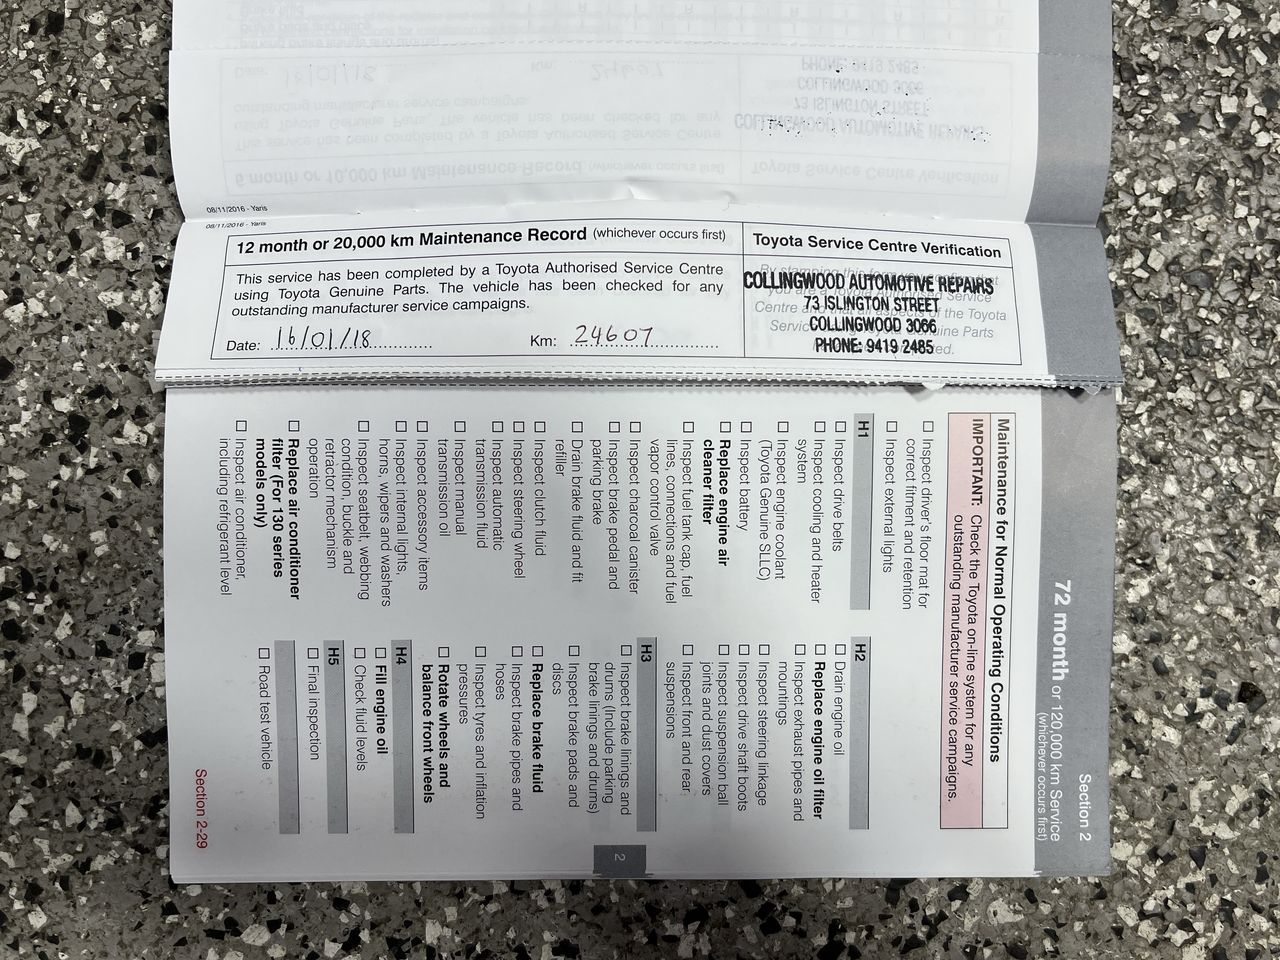 08/11/2016 - Yaris
08/11/2016 - Yaris
12 month or 20,000 km Maintenance Record (whichever occurs first)
This service has been completed by a Toyota Authorised Service Centre
using Toyota Genuine Parts. The vehicle has been checked for any
outstanding manufacturer service campaigns.
Date: 16/01/18
Km: 24607
Toyota Service Centre Verification
COLLINGWOOD AUTOMOTIVE REPAIRS
73 ISLINGTON STREET
COLLINGWOOD 3066
PHONE: 9419 2485
Section 2
72 month or 120,000 km Service
(whichever occurs first)
Maintenance for Normal Operating Conditions
IMPORTANT: Check the Toyota on-line system for any
outstanding manufacturer service campaigns.
☐ Inspect driver's floor mat for
correct fitment and retention
☐ Inspect external lights
H1
☐ Inspect drive belts
☐ Inspect cooling and heater
system
☐ Inspect engine coolant
(Toyota Genuine SLLC)
☐ Inspect battery
☐ Replace engine air
cleaner filter
☐ Inspect fuel tank cap, fuel
lines, connections and fuel
vapor control valve
☐ Inspect charcoal canister
☐ Inspect brake pedal and
parking brake
☐ Drain brake fluid and fit
refiller
☐ Inspect clutch fluid
☐ Inspect steering wheel
☐ Inspect automatic
transmission fluid
☐ Inspect manual
transmission oil
☐ Inspect accessory items
☐ Inspect internal lights,
horns, wipers and washers
☐ Inspect seatbelt, webbing
condition, buckle and
retractor mechanism
operation
☐ Replace air conditioner
filter (For 130 series
models only)
☐ Inspect air conditioner,
including refrigerant level
H2
☐ Drain engine oil
☐ Replace engine oil filter
☐ Inspect exhaust pipes and
mountings
☐ Inspect steering linkage
☐ Inspect drive shaft boots
☐ Inspect suspension ball
joints and dust covers
☐ Inspect front and rear
suspensions
H3
☐ Inspect brake linings and
drums (Include parking
brake linings and drums)
☐ Inspect brake pads and
discs
☐ Replace brake fluid
☐ Inspect brake pipes and
hoses
☐ Inspect tyres and inflation
pressures
☐ Rotate wheels and
balance front wheels
H4
☐ Fill engine oil
☐ Check fluid levels
H5
☐ Final inspection
☐ Road test vehicle
2
Section 2-29